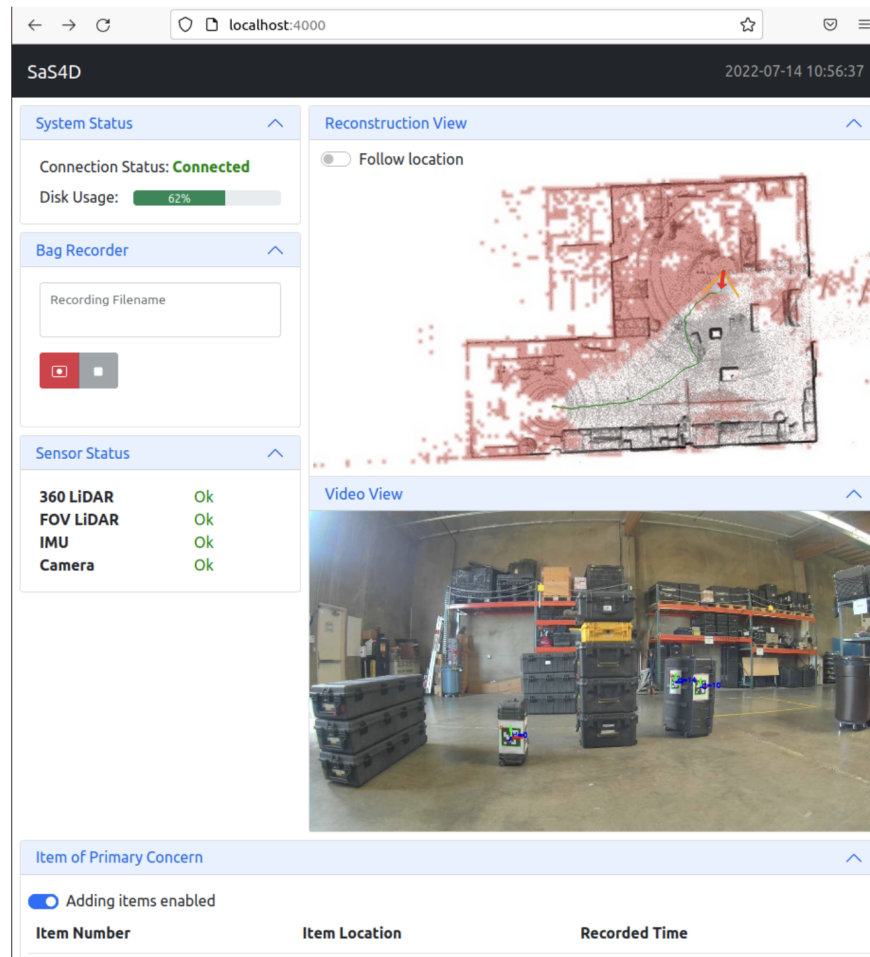 localhost:4000
SaS4D
2022-07-14 10:56:37
System Status
Connection Status: Connected
Disk Usage:
62%
Bag Recorder
Recording Filename
Sensor Status
360 LiDAR Ok
FOV LiDAR Ok
IMU Ok
Camera Ok
Reconstruction View
Follow location
Video View
Item of Primary Concern
Adding items enabled
Item Number Item Location Recorded Time